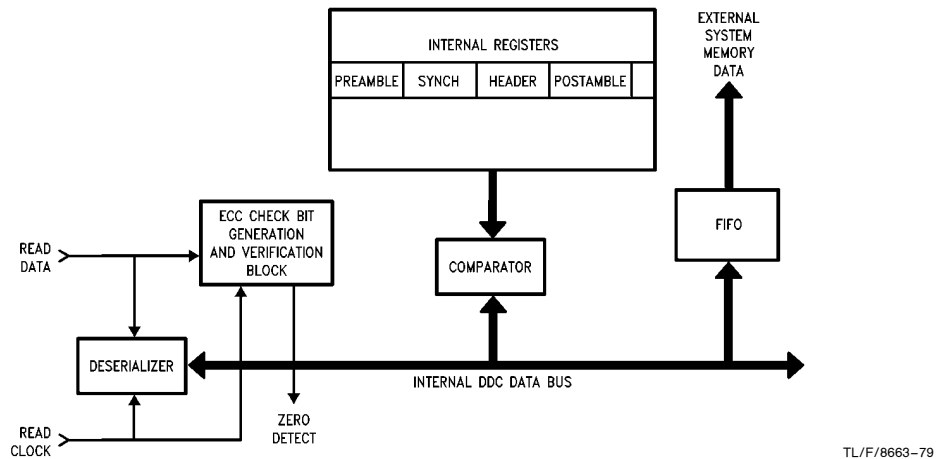 INTERNAL REGISTERS
PREAMBLE SYNCH HEADER POSTAMBLE
EXTERNAL
SYSTEM
MEMORY
DATA
ECC CHECK BIT
GENERATION
AND VERIFICATION
BLOCK
READ
DATA
COMPARATOR
FIFO
DESERIALIZER
INTERNAL DDC DATA BUS
ZERO
DETECT
READ
CLOCK
TL/F/8663–79